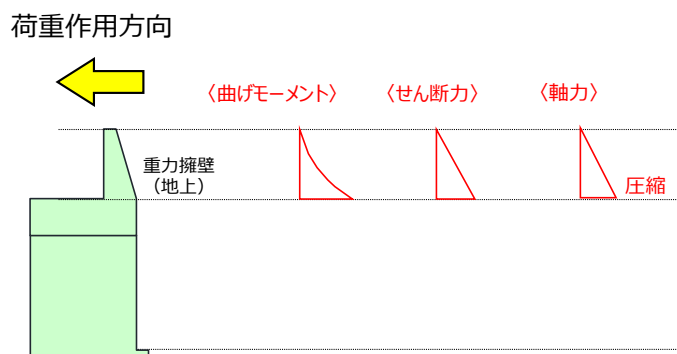 荷重作用方向
〈曲げモーメント〉
〈せん断力〉
〈軸力〉
重力擁壁
（地上）
圧縮